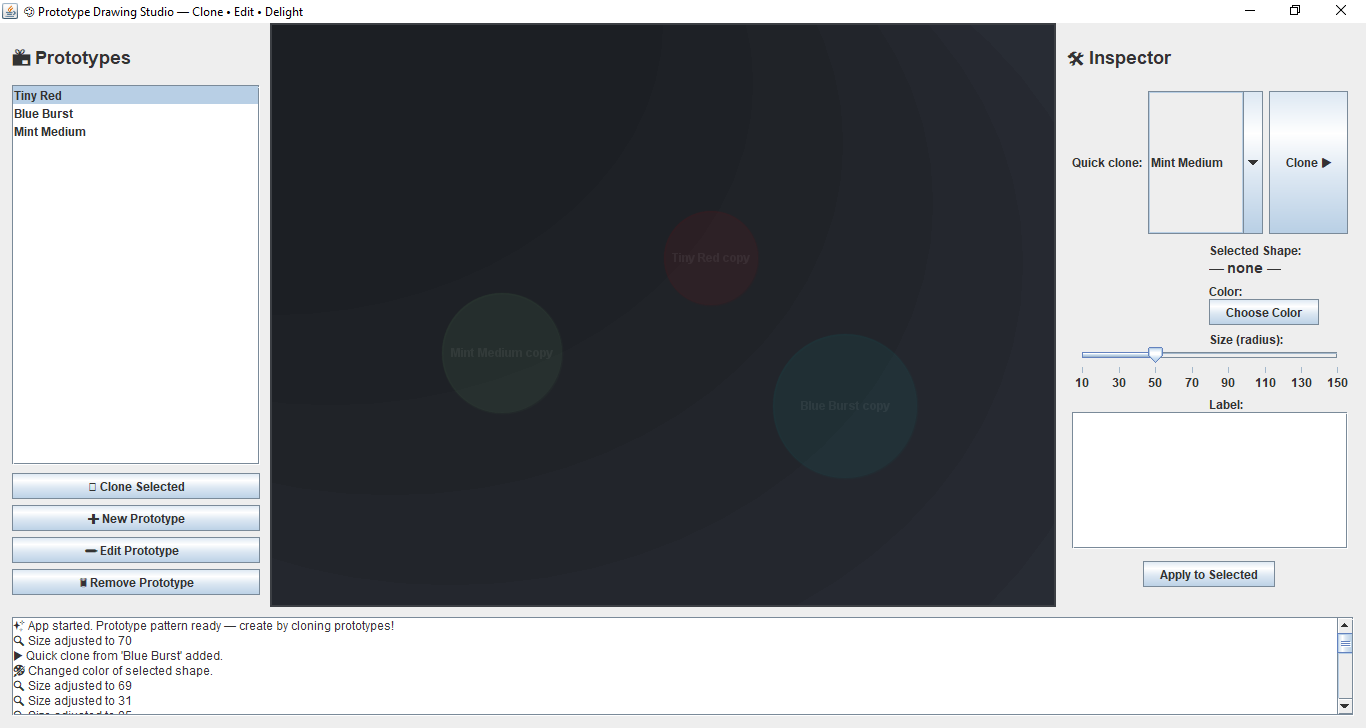 Prototype Drawing Studio — Clone • Edit • Delight
Prototypes
Tiny Red
Blue Burst
Mint Medium
Clone Selected
New Prototype
Edit Prototype
Remove Prototype
Tiny Red copy
Mint Medium copy
Blue Burst copy
Inspector
Quick clone:
Mint Medium
Clone ▶
Selected Shape:
— none —
Color:
Choose Color
Size (radius):
10 30 50 70 90 110 130 150
Label:
Apply to Selected
App started. Prototype pattern ready — create by cloning prototypes!
Size adjusted to 70
▶ Quick clone from 'Blue Burst' added.
Changed color of selected shape.
Size adjusted to 69
Size adjusted to 31
Size adjusted to